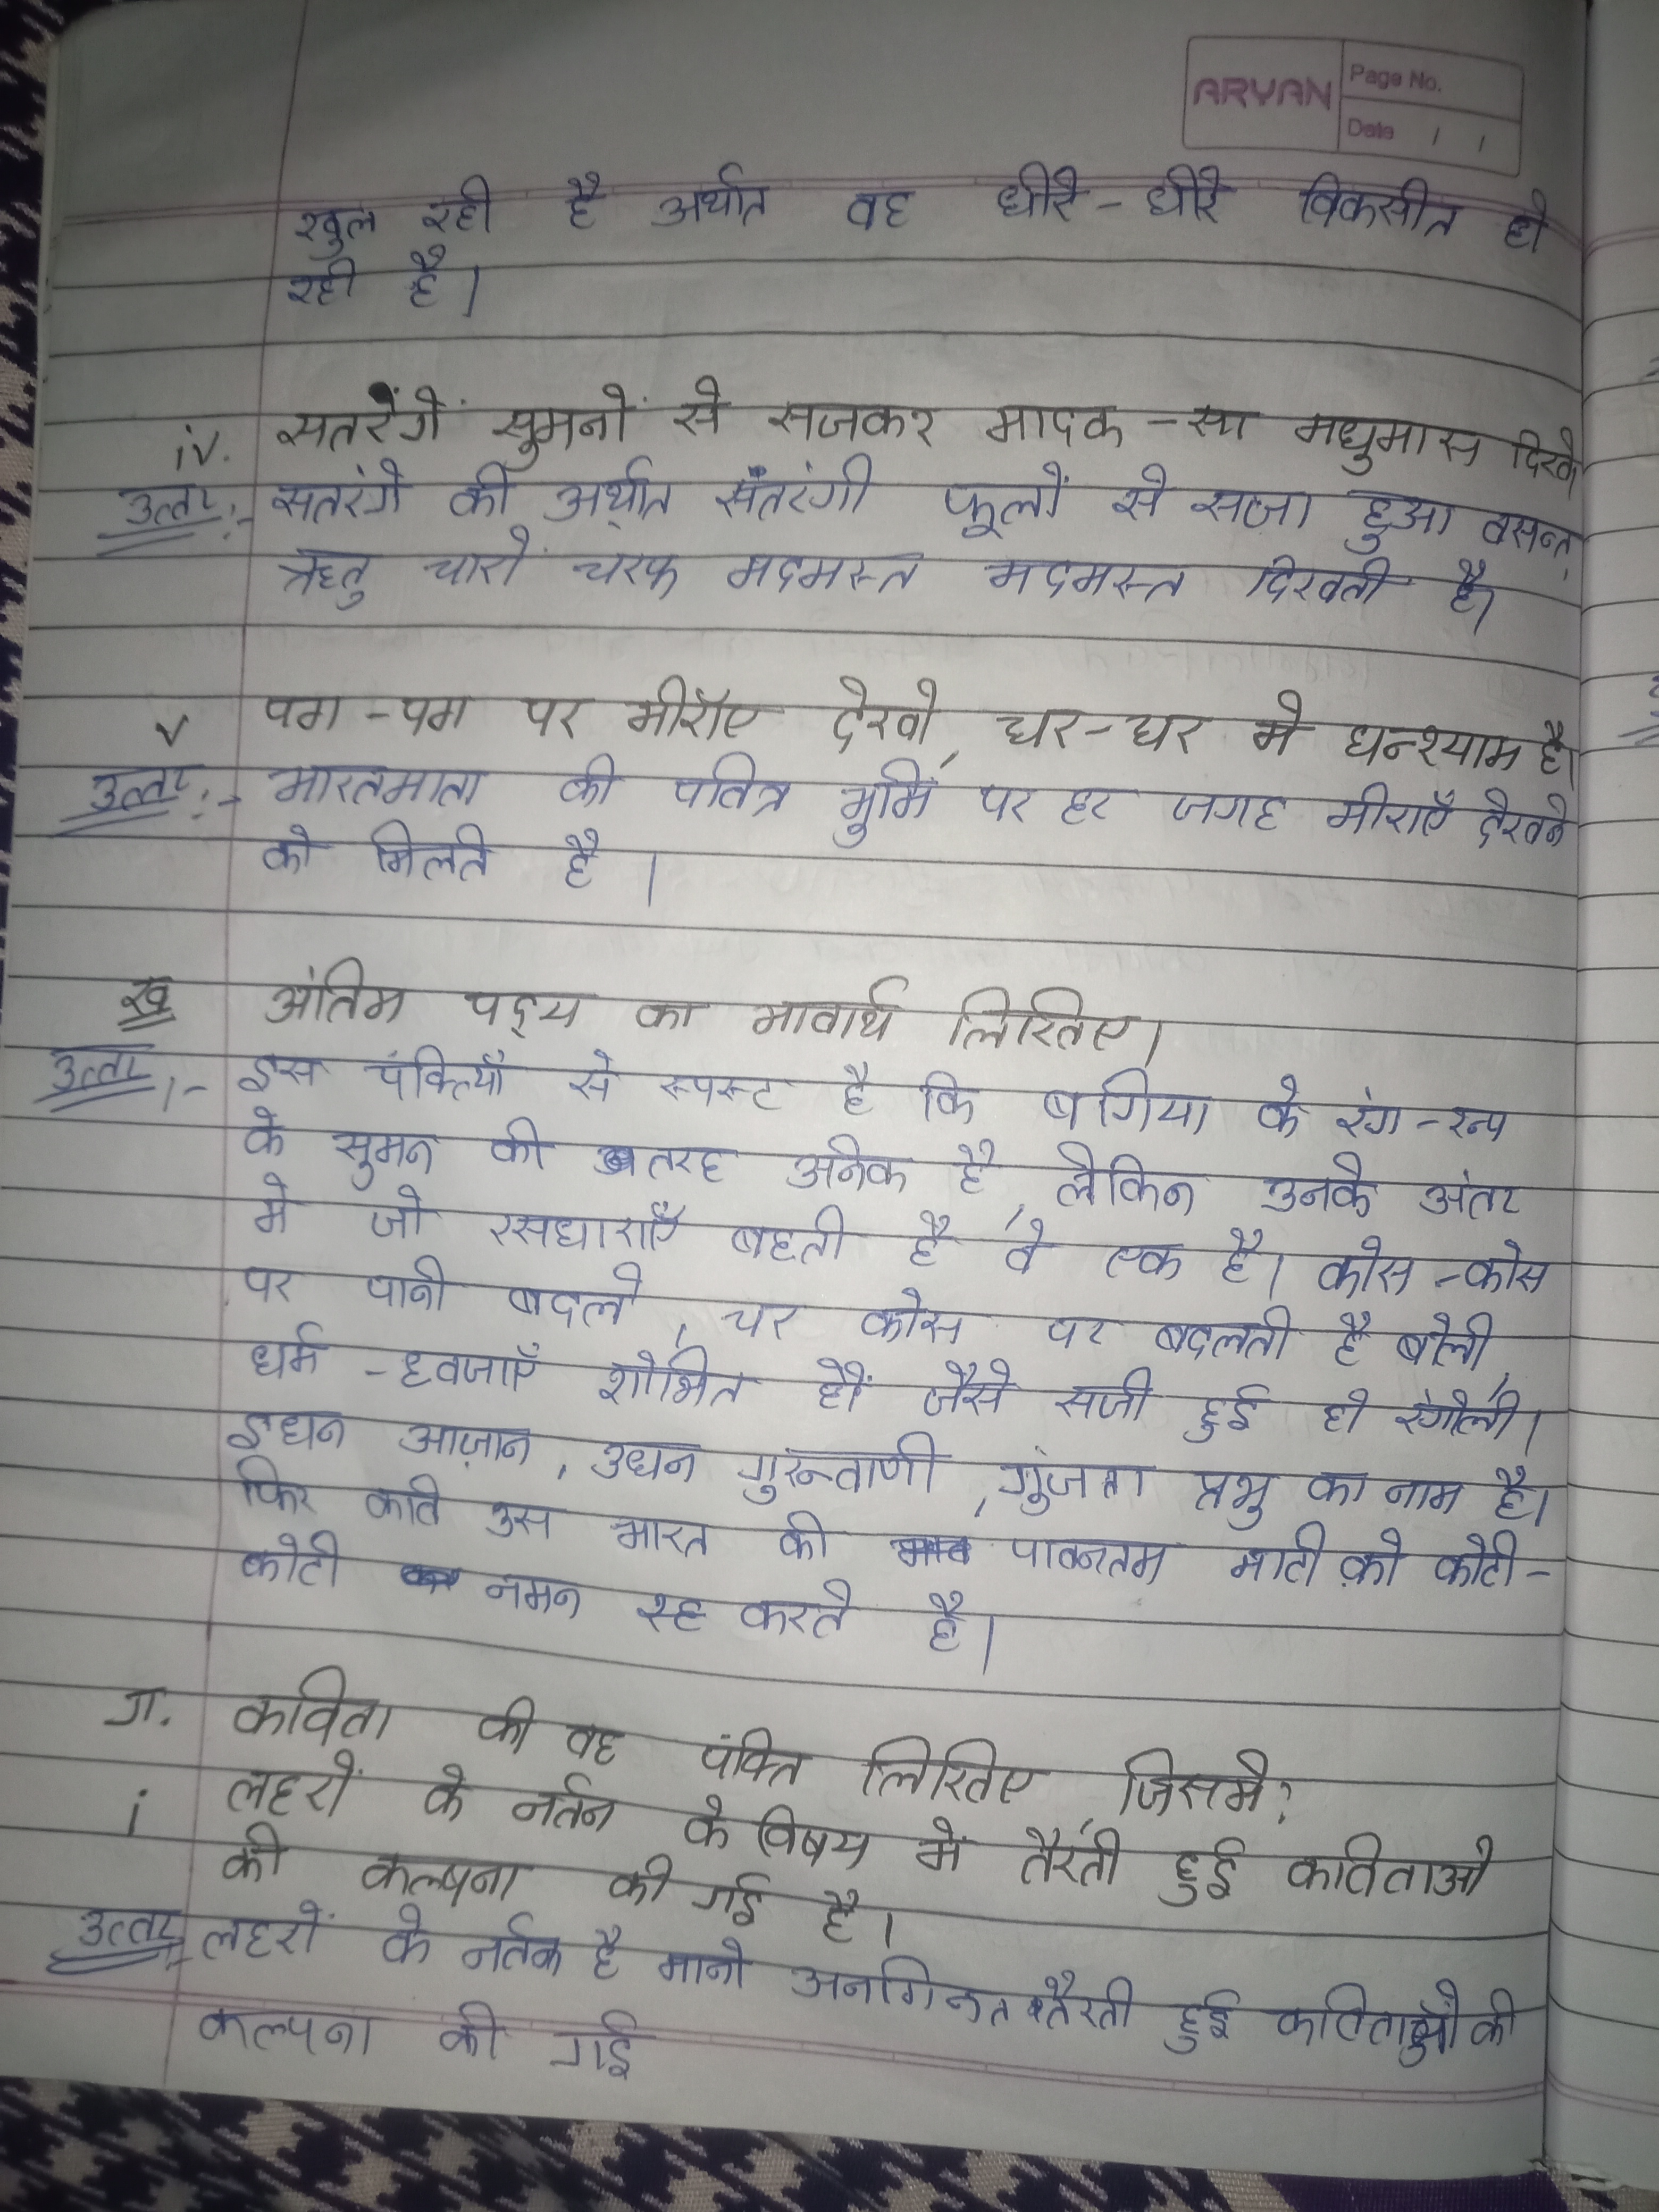 ARYAN
Page No.
Date / /
खुल रही है अर्थात वह धीरे-धीरे विकसीत हो
रही है।
iv. सतरेंगें सुमनों से सजकर मादक-सा मधुमास दिखे
उत्तर:- सतरंगे की अर्थात संतरंगी फूलों से सजा हुआ वसन्त
ऋतु चारो चरफ मदमस्त मदमस्त दिखती है।
v पग-पग पर मीराँए देखो, घर-घर मे घनश्याम है।
उत्तर:- भारतमाता की पवित्र भुमि पर हर जगह मीराएँ देखने
को मिलते है।
ख अंतिम पद्य का भावार्थ लिखिए।
उत्तर:- इस पंक्तियाँ से स्पस्ट है कि बगिया के रंग-रूप
के सुमन की तरह अनेक है, लेकिन उनके अंतर
मे जो रसधाराएँ बहती है, वे एक है। कोस-कोस
पर पानी बदले, चर कोस पर बदलती है बोली,
धर्म-ध्वजाएँ शोभित हों जैसे सजी हुई हो रंगोली।
इधन आज़ान, उधन गुरूवाणी, गुंजता प्रभु का नाम है।
फिर कवि उस भारत की पावनतम माटी को कोटी-
कोटी नमन रह करते है।
ग. कविता की वह पंक्ति लिखिए, जिसमे?
i लहरों के नर्तन के विषय में तैरती हुई कविताओ
की कल्पना की गई है।
उत्तर:- लहरों के नर्तक है मानो अनगिनत तैरती हुई कविताओं की
कल्पना की गई